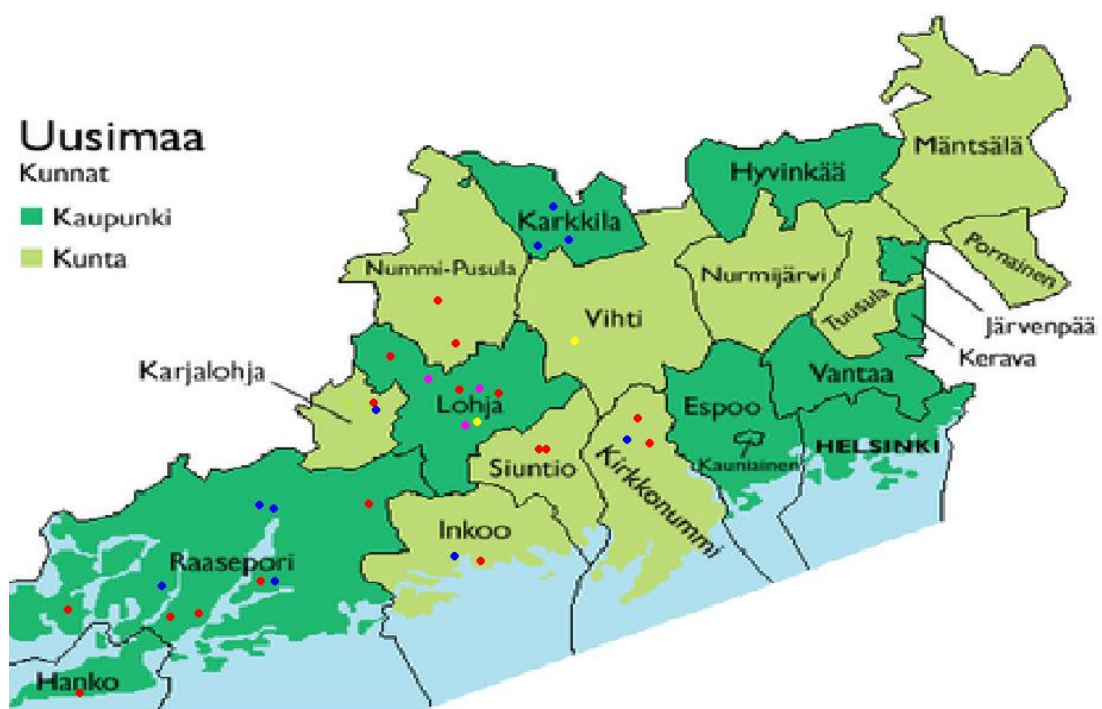 Uusimaa
Kunnat
Kaupunki
Kunta
Mäntsälä
Hyvinkää
Karkkila
Pornainen
Nummi-Pusula
Nurmijärvi
Vihti
Tuusula
Järvenpää
Kerava
Karjalohja
Vantaa
Lohja
Espoo
HELSINKI
Kauniainen
Siuntio
Kirkkonummi
Inkoo
Raasepori
Hanko